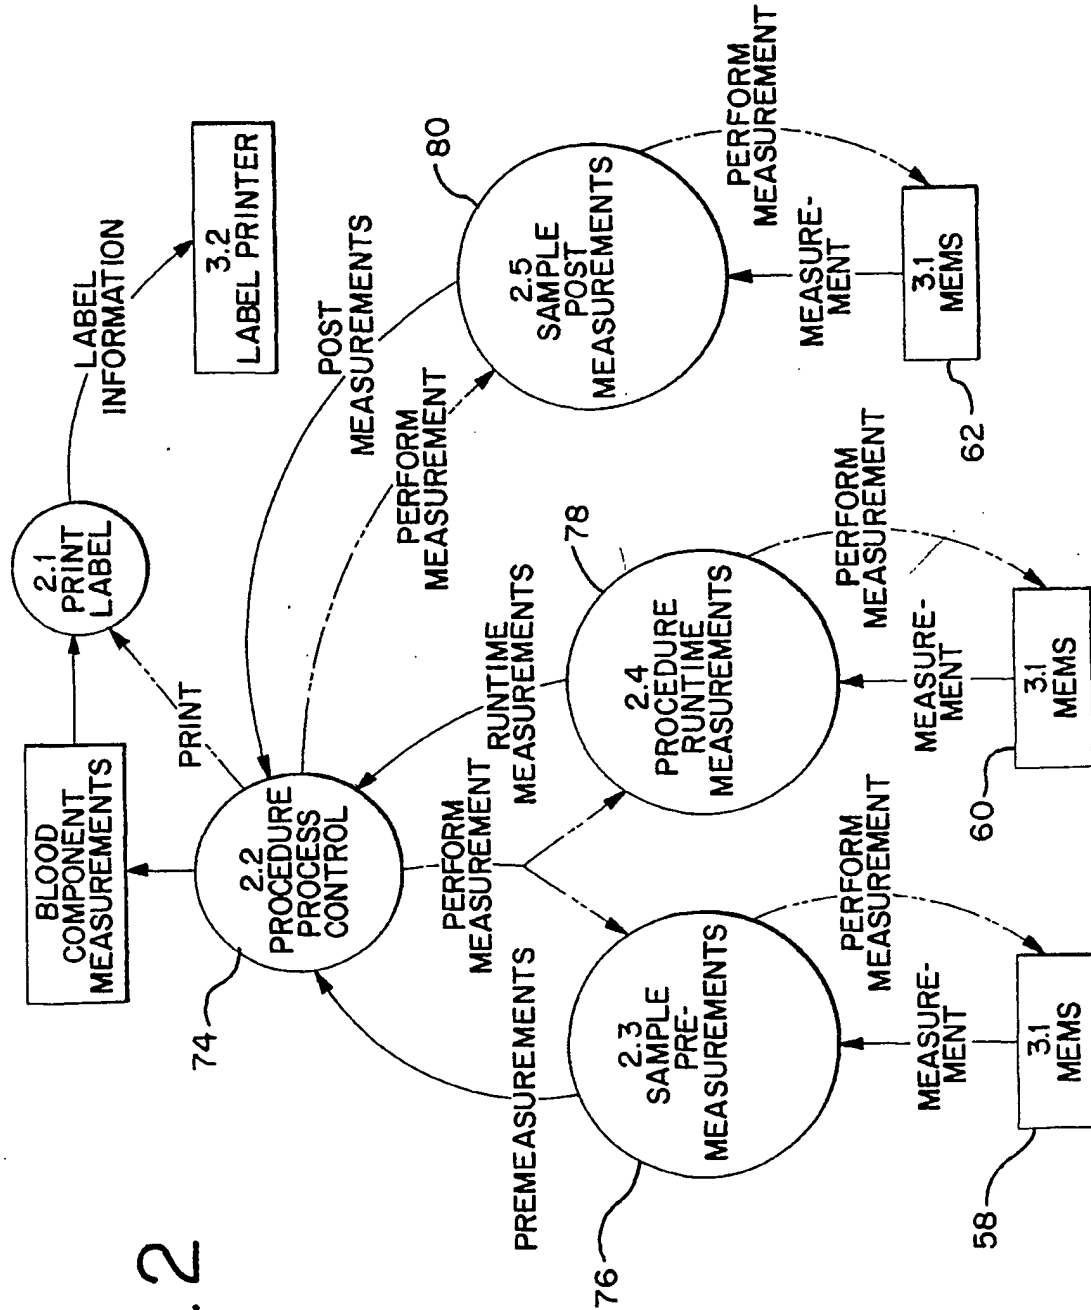 .2
BLOOD
COMPONENT
MEASUREMENTS
2.1
PRINT
LABEL
LABEL
INFORMATION
3.2
LABEL PRINTER
PRINT
74
2.2
PROCEDURE
PROCESS
CONTROL
POST
MEASUREMENTS
PERFORM
MEASUREMENT
80
2.5
SAMPLE
POST
MEASUREMENTS
PERFORM
MEASUREMENT
MEASURE-
MENT
3.1
MEMS
62
PERFORM
MEASUREMENT
RUNTIME
MEASUREMENTS
78
2.4
PROCEDURE
RUNTIME
MEASUREMENTS
PERFORM
MEASUREMENT
MEASURE-
MENT
3.1
MEMS
60
PREMEASUREMENTS
76
2.3
SAMPLE
PRE-
MEASUREMENTS
PERFORM
MEASUREMENT
MEASURE-
MENT
3.1
MEMS
58